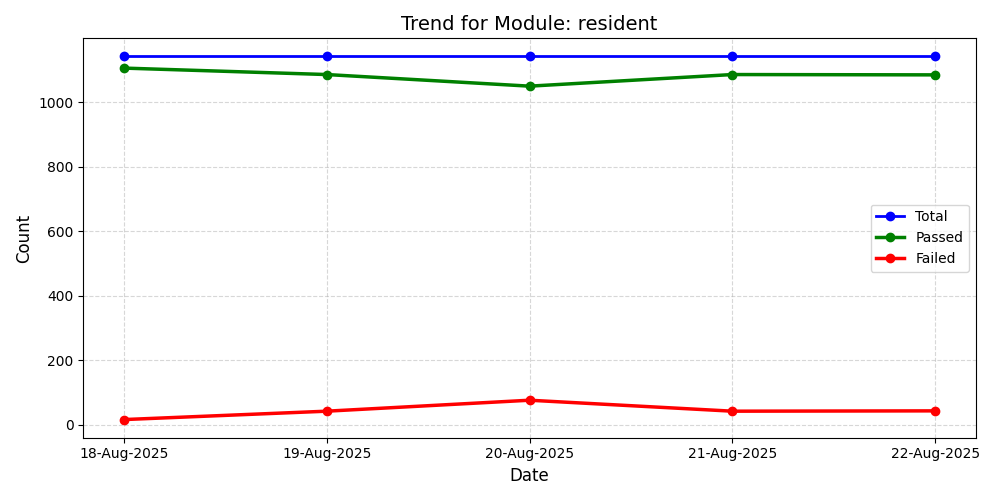 Trend for Module: resident
Count
1000
800
600
400
200
0
Total
Passed
Failed
18-Aug-2025
19-Aug-2025
20-Aug-2025
21-Aug-2025
22-Aug-2025
Date